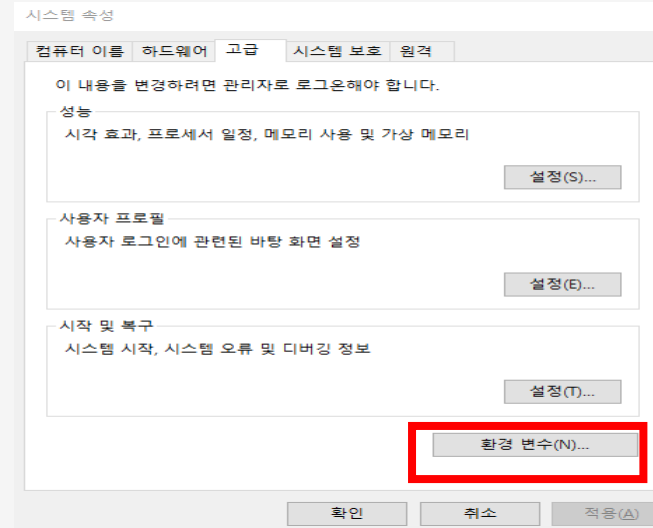 시스템 속성
컴퓨터 이름 하드웨어 고급 시스템 보호 원격
이 내용을 변경하려면 관리자로 로그온해야 합니다.
성능
시각 효과, 프로세서 일정, 메모리 사용 및 가상 메모리
설정(S)...
사용자 프로필
사용자 로그인에 관련된 바탕 화면 설정
설정(E)...
시작 및 복구
시스템 시작, 시스템 오류 및 디버깅 정보
설정(T)...
환경 변수(N)...
확인 취소 적용(A)